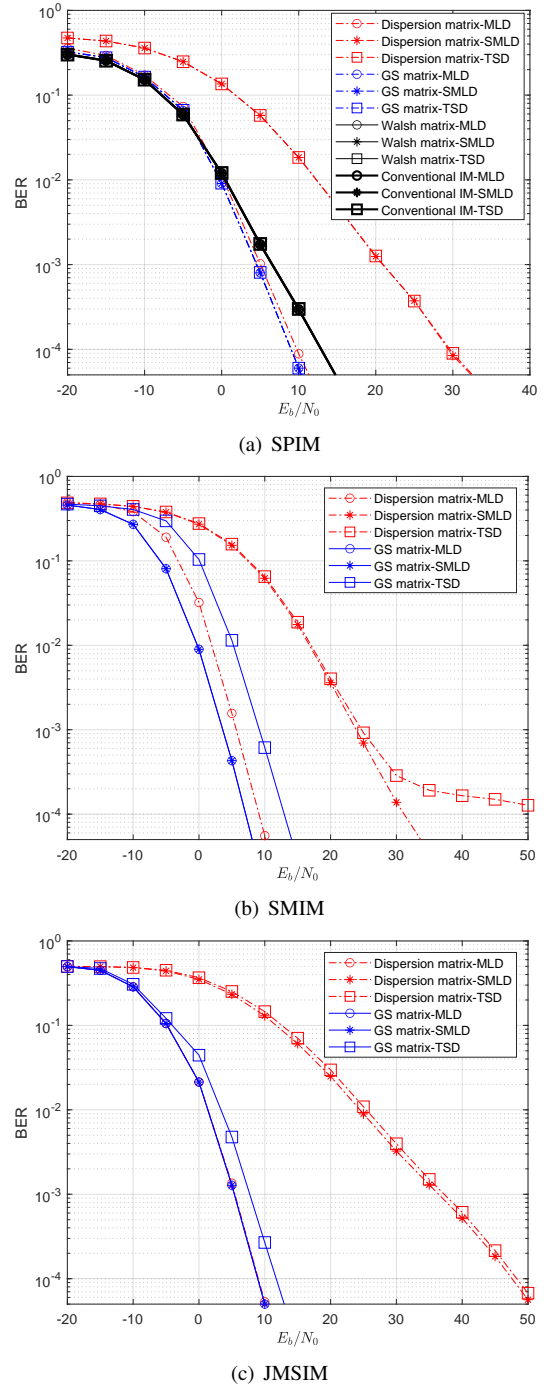 10^0
10^{-1}
10^{-2}
10^{-3}
10^{-4}
BER
Dispersion matrix-MLD
Dispersion matrix-SMLD
Dispersion matrix-TSD
GS matrix-MLD
GS matrix-SMLD
GS matrix-TSD
Walsh matrix-MLD
Walsh matrix-SMLD
Walsh matrix-TSD
Conventional IM-MLD
Conventional IM-SMLD
Conventional IM-TSD
-20 -10 0 10 20 30 40
E_b/N_0
(a) SPIM
10^0
10^{-1}
10^{-2}
10^{-3}
10^{-4}
BER
Dispersion matrix-MLD
Dispersion matrix-SMLD
Dispersion matrix-TSD
GS matrix-MLD
GS matrix-SMLD
GS matrix-TSD
-20 -10 0 10 20 30 40 50
E_b/N_0
(b) SMIM
10^0
10^{-1}
10^{-2}
10^{-3}
10^{-4}
BER
Dispersion matrix-MLD
Dispersion matrix-SMLD
Dispersion matrix-TSD
GS matrix-MLD
GS matrix-SMLD
GS matrix-TSD
-20 -10 0 10 20 30 40 50
E_b/N_0
(c) JMSIM